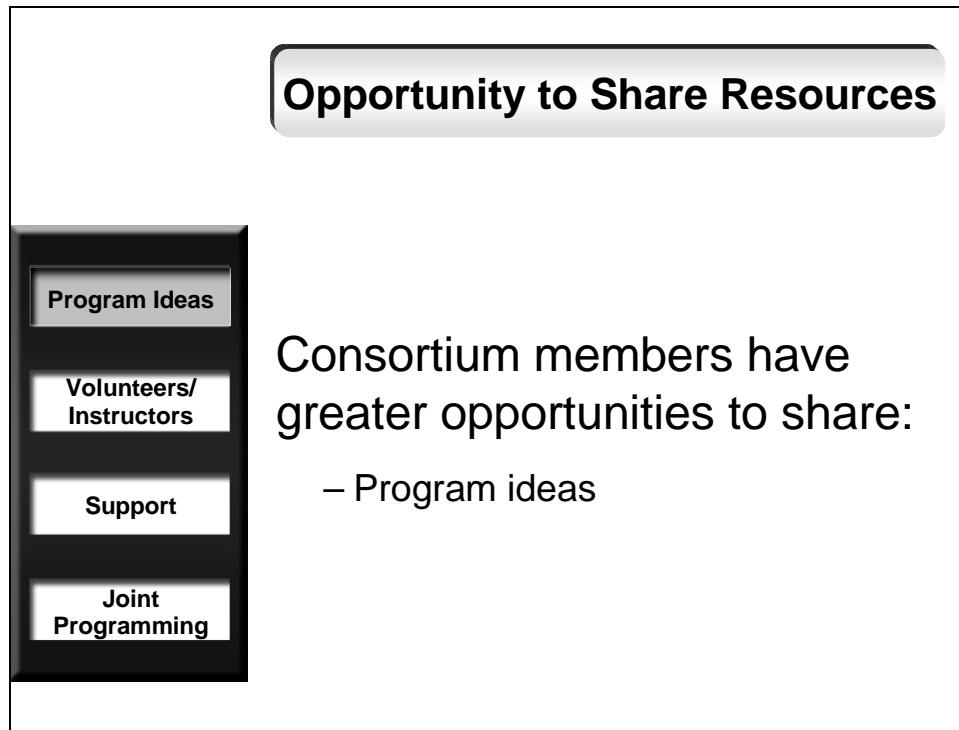 Opportunity to Share Resources
Program Ideas
Volunteers/
Instructors
Support
Joint
Programming
Consortium members have
greater opportunities to share:
– Program ideas